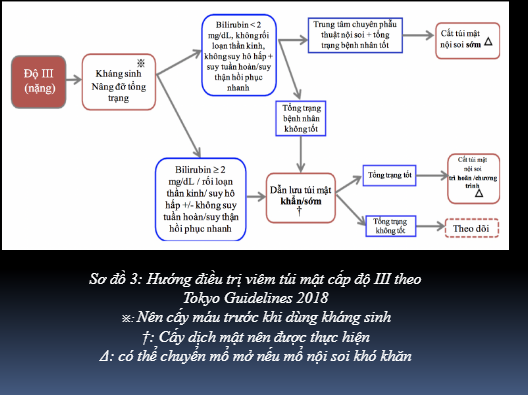 Độ III
(nặng)
※
Kháng sinh
Nâng đỡ tổng
trạng
Bilirubin < 2
mg/dL, không rối
loạn thần kinh,
không suy hô hấp +
suy tuần hoàn/suy
thận hồi phục
nhanh
Trung tâm chuyên phẫu
thuật nội soi + tổng
trạng bệnh nhân tốt
Cắt túi mật
nội soi sớm Δ
Tổng trạng
bệnh nhân
không tốt
Bilirubin ≥ 2
mg/dL / rối loạn
thần kinh/ suy hô
hấp +/- không suy
tuần hoàn/suy thận
hồi phục nhanh
Dẫn lưu túi mật
khẩn/sớm
†
Tổng trạng tốt
Cắt túi mật
nội soi
trì hoãn /chương
trình
Δ
Tổng trạng
không tốt
Theo dõi
Sơ đồ 3: Hướng điều trị viêm túi mật cấp độ III theo
Tokyo Guidelines 2018
※: Nên cấy máu trước khi dùng kháng sinh
†: Cấy dịch mật nên được thực hiện
Δ: có thể chuyển mổ mở nếu mổ nội soi khó khăn